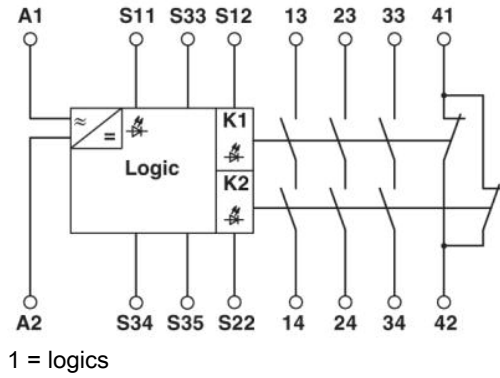 A1 S11 S33 S12 13 23 33 41
≈
=
K1
Logic
K2
A2 S34 S35 S22 14 24 34 42
1 = logics